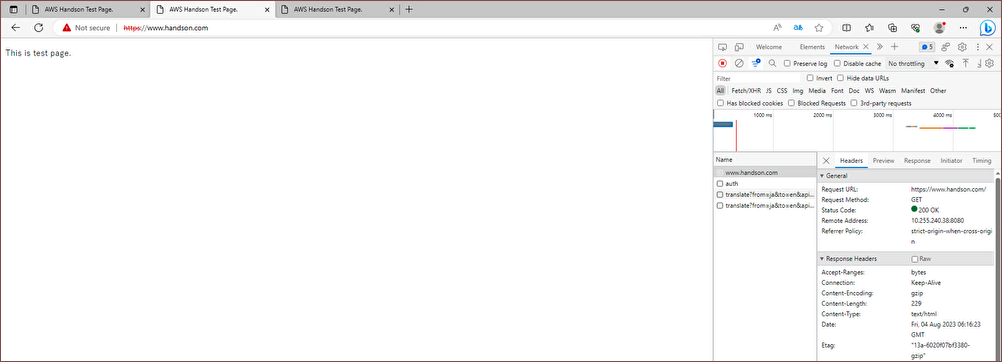 AWS Handson Test Page.
AWS Handson Test Page.
AWS Handson Test Page.
Not secure
https://www.handson.com
This is test page.
Welcome Elements Network 5
Preserve log Disable cache No throttling
Filter Invert Hide data URLs
All Fetch/XHR JS CSS Img Media Font Doc WS Wasm Manifest Other
Has blocked cookies Blocked Requests 3rd-party requests
1000 ms 2000 ms 3000 ms 4000 ms
Name
www.handson.com
auth
translate?from=ja&to=en&api...
translate?from=ja&to=en&api...
Headers Preview Response Initiator Timing
General
Request URL: https://www.handson.com/
Request Method: GET
Status Code: 200 OK
Remote Address: 10.255.240.38:8080
Referrer Policy: strict-origin-when-cross-origi
n
Response Headers Raw
Accept-Ranges: bytes
Connection: Keep-Alive
Content-Encoding: gzip
Content-Length: 229
Content-Type: text/html
Date: Fri, 04 Aug 2023 06:16:23
GMT
Etag: "13a-6020f07bf3380-
gzip"